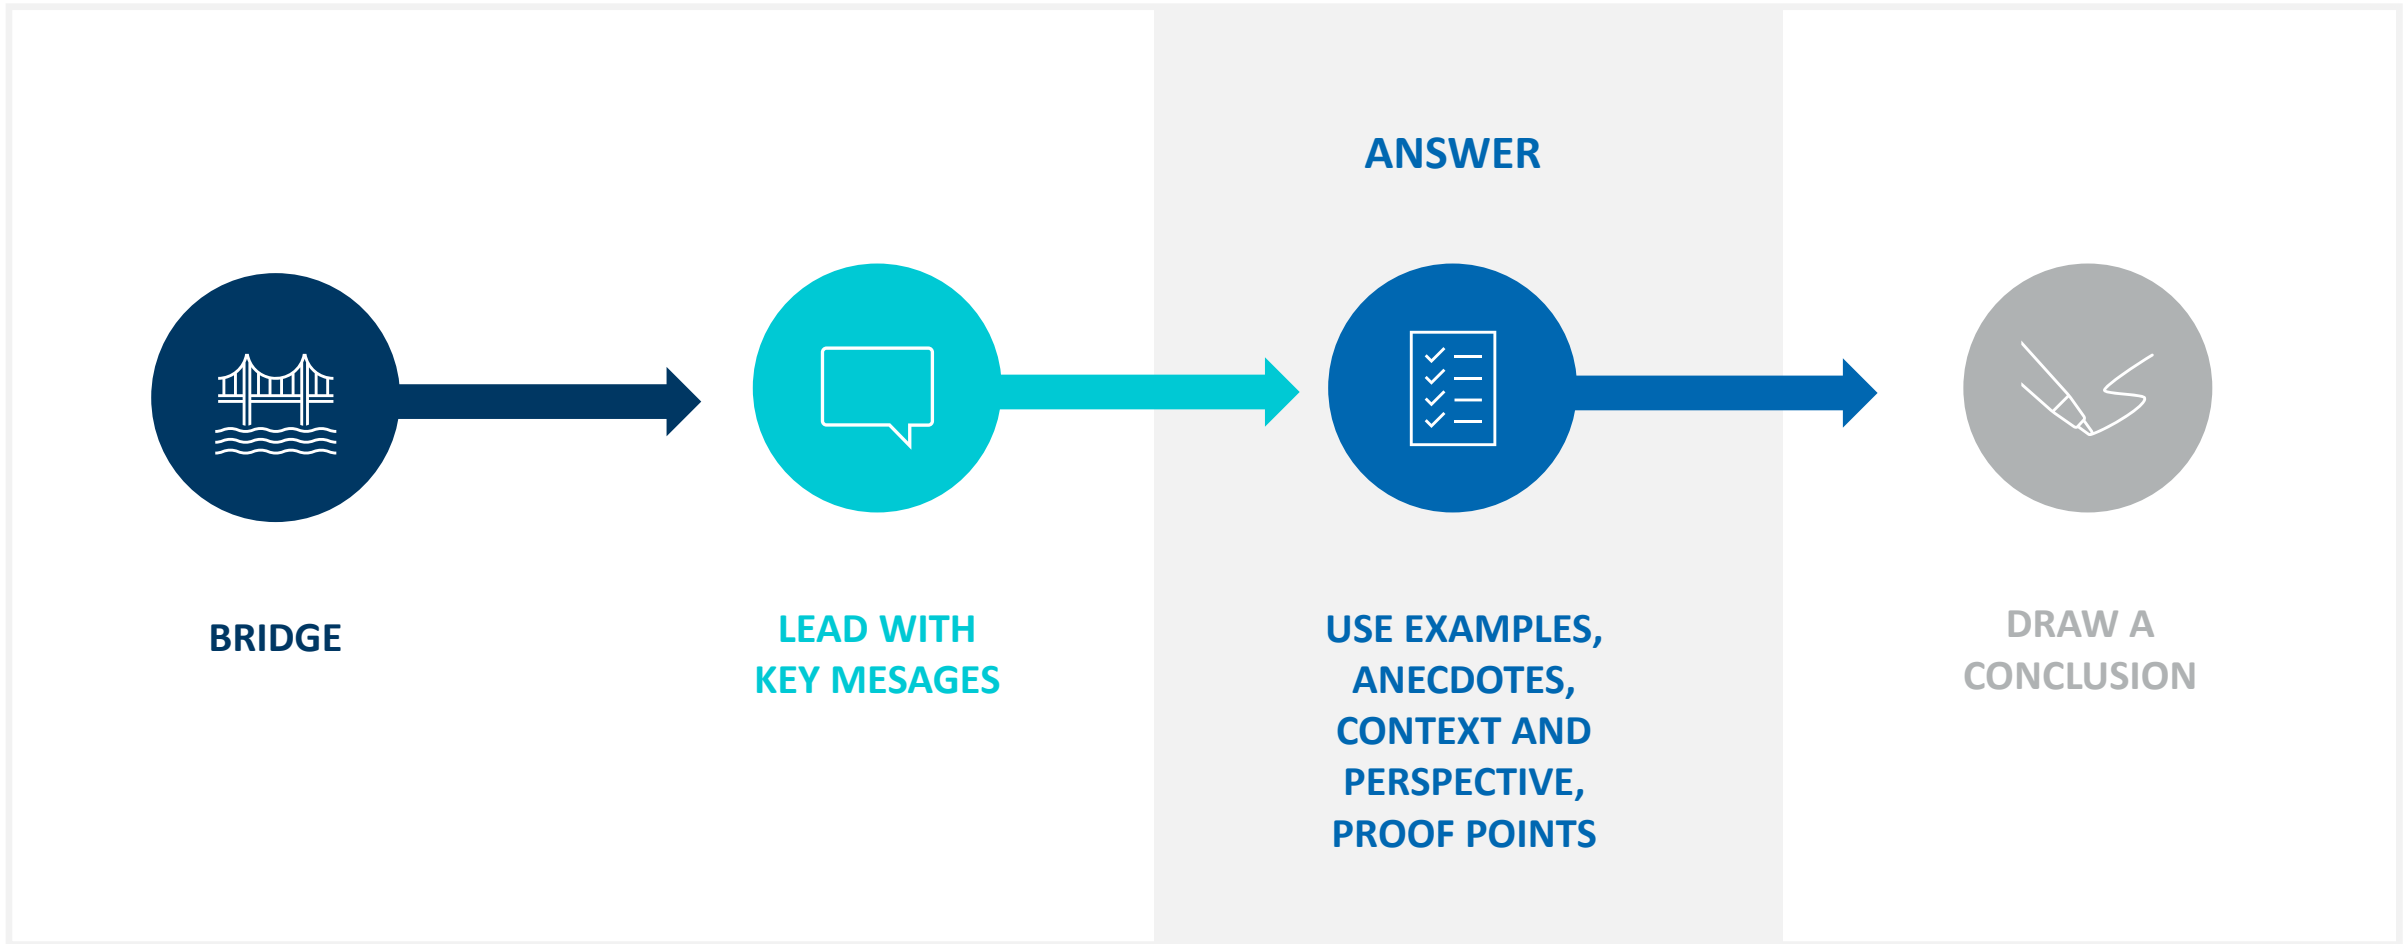 ANSWER
BRIDGE
LEAD WITH
KEY MESAGES
USE EXAMPLES,
ANECDOTES,
CONTEXT AND
PERSPECTIVE,
PROOF POINTS
DRAW A
CONCLUSION